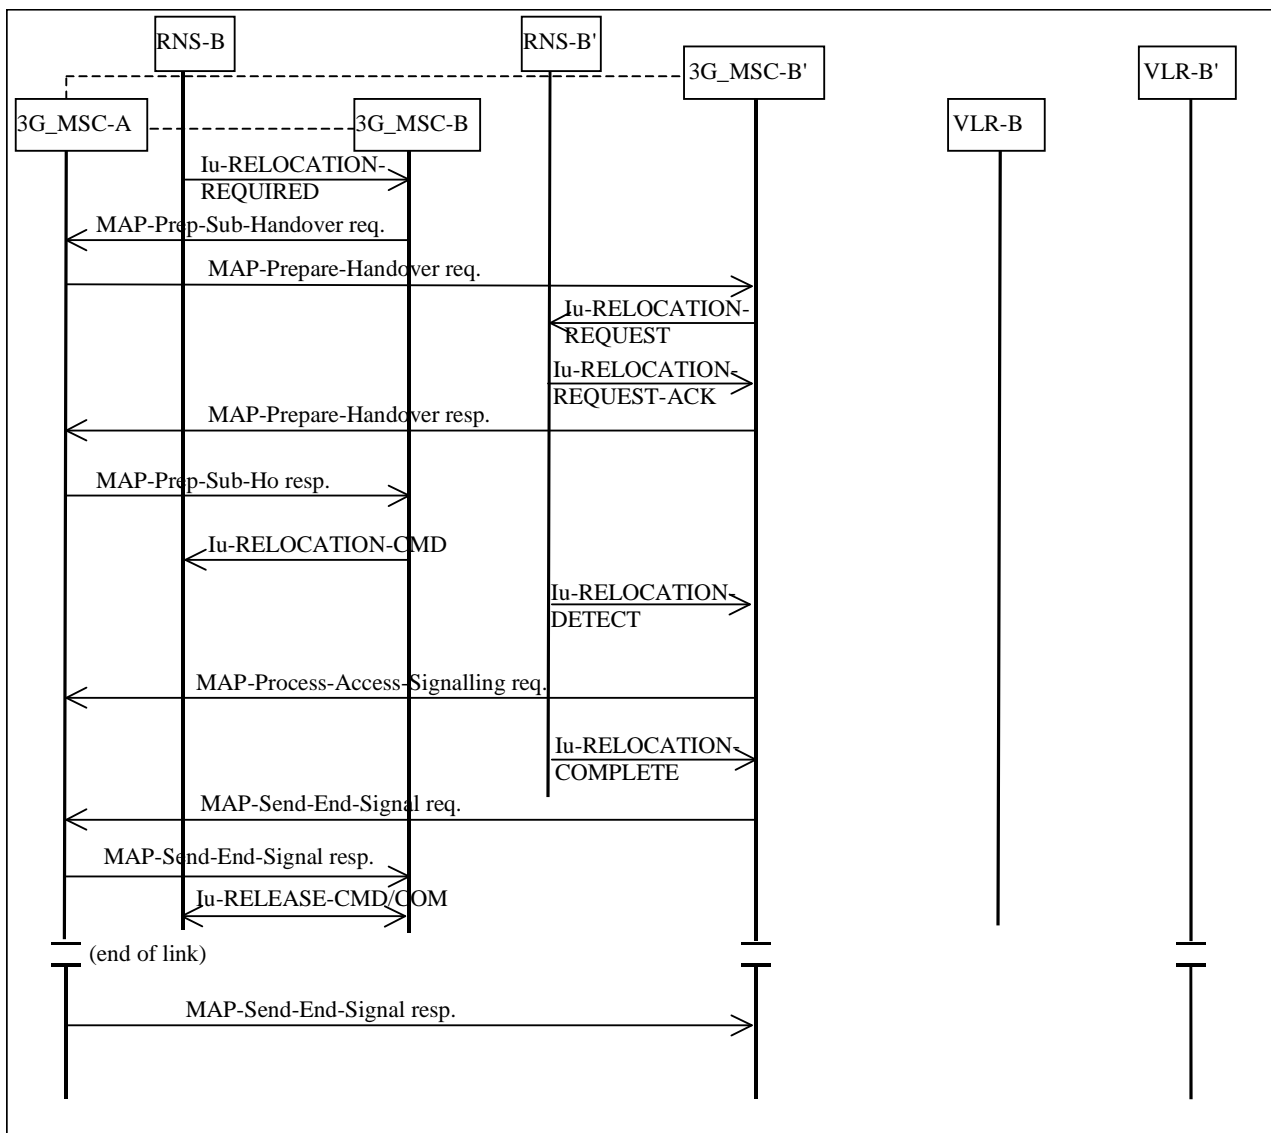 RNS-B
RNS-B'
3G_MSC-B'
VLR-B'
3G_MSC-A
3G_MSC-B
VLR-B
Iu-RELOCATION-
REQUIRED
MAP-Prep-Sub-Handover req.
MAP-Prepare-Handover req.
Iu-RELOCATION-
REQUEST
Iu-RELOCATION-
REQUEST-ACK
MAP-Prepare-Handover resp.
MAP-Prep-Sub-Ho resp.
Iu-RELOCATION-CMD
Iu-RELOCATION-
DETECT
MAP-Process-Access-Signalling req.
Iu-RELOCATION-
COMPLETE
MAP-Send-End-Signal req.
MAP-Send-End-Signal resp.
Iu-RELEASE-CMD/COM
(end of link)
MAP-Send-End-Signal resp.